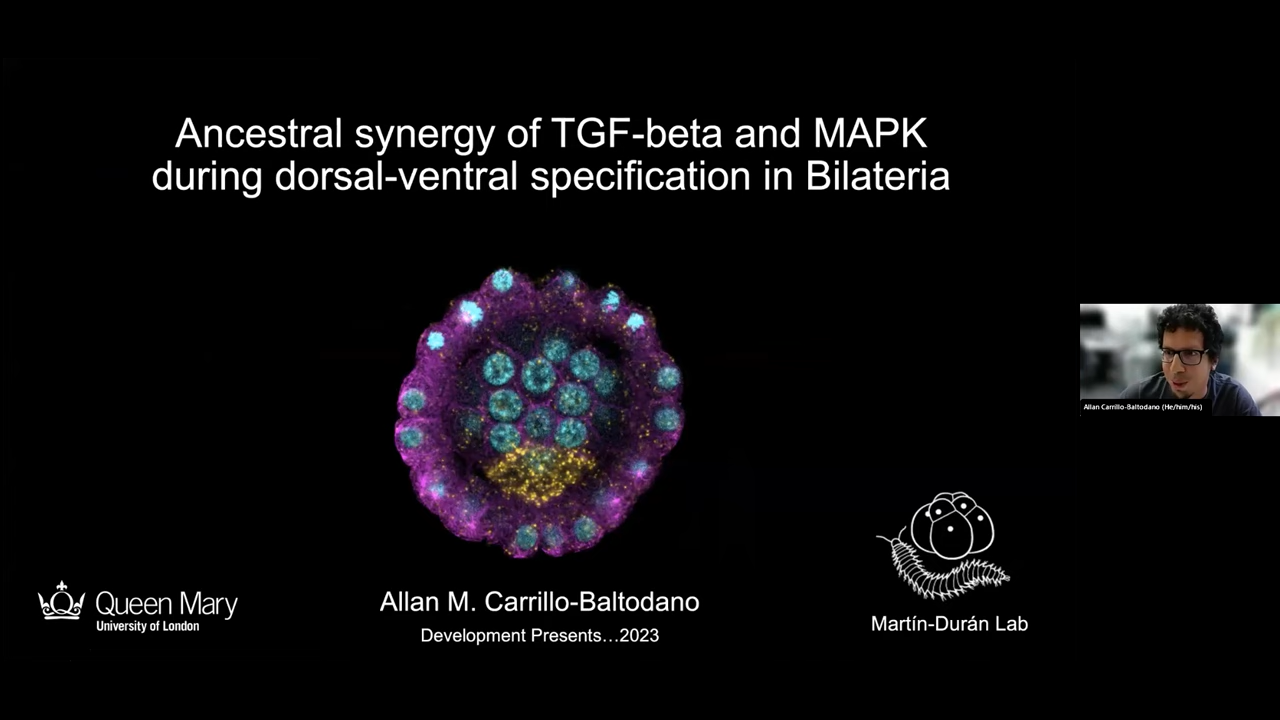 Ancestral synergy of TGF-beta and MAPK
during dorsal-ventral specification in Bilateria
Allan Carrillo-Baltodano (He/him/his)
Queen Mary
University of London
Allan M. Carrillo-Baltodano
Development Presents...2023
Martín-Durán Lab